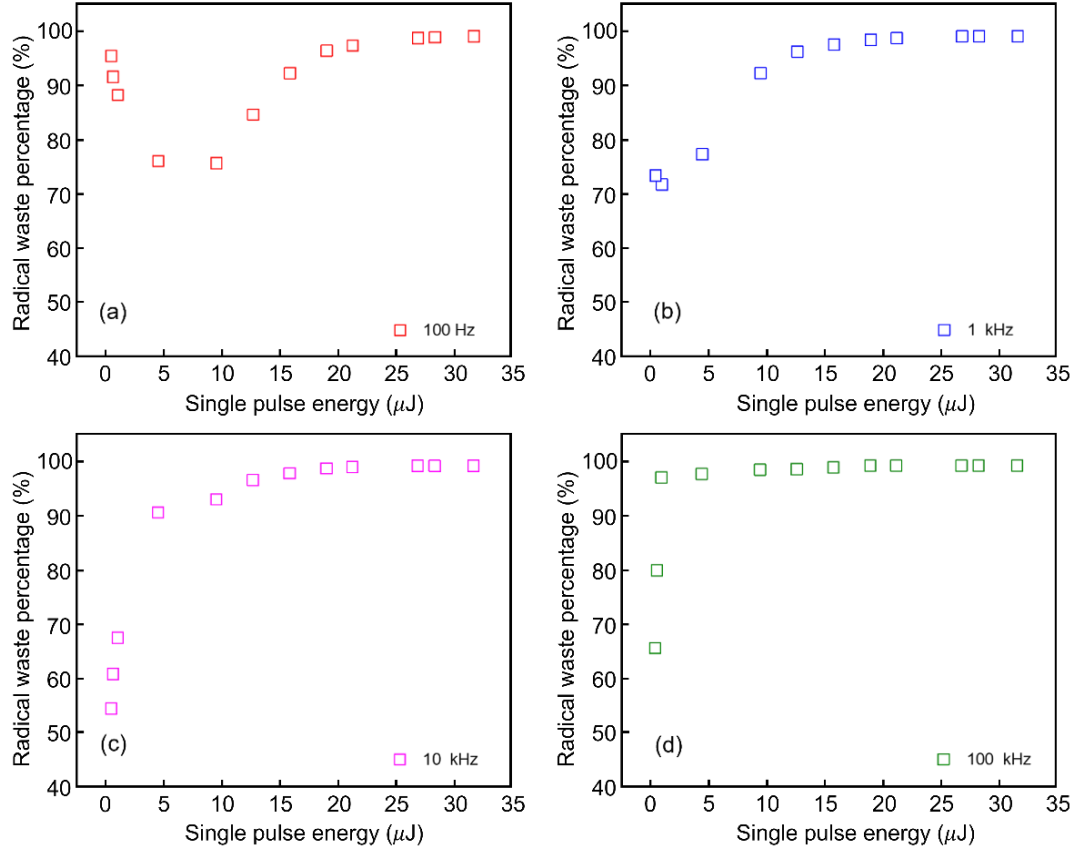 100
90
80
70
60
50
40
Radical waste percentage (%)
(a)
100 Hz
0 5 10 15 20 25 30 35
Single pulse energy (μJ)
100
90
80
70
60
50
40
Radical waste percentage (%)
(b)
1 kHz
0 5 10 15 20 25 30 35
Single pulse energy (μJ)
100
90
80
70
60
50
40
Radical waste percentage (%)
(c)
10 kHz
0 5 10 15 20 25 30 35
Single pulse energy (μJ)
100
90
80
70
60
50
40
Radical waste percentage (%)
(d)
100 kHz
0 5 10 15 20 25 30 35
Single pulse energy (μJ)